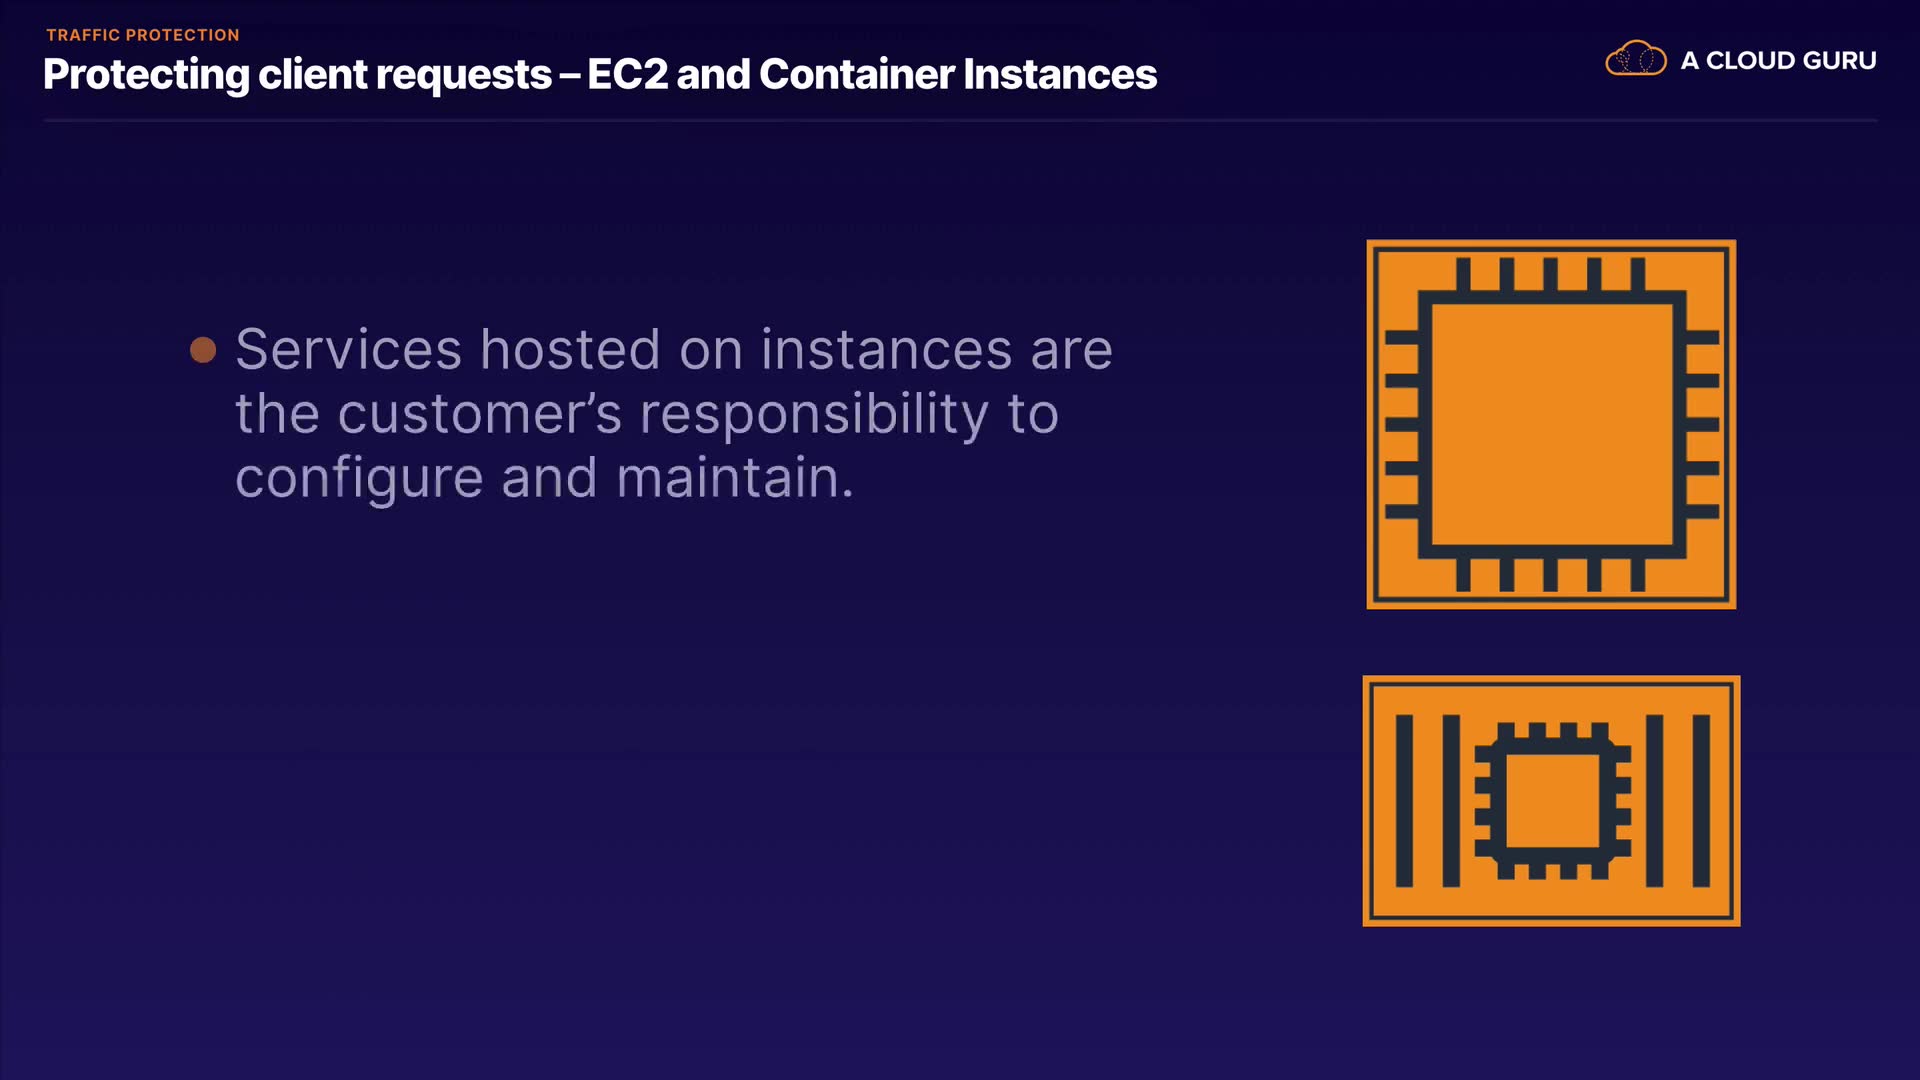 TRAFFIC PROTECTION
Protecting client requests – EC2 and Container Instances
A CLOUD GURU
Services hosted on instances are
the customer’s responsibility to
configure and maintain.